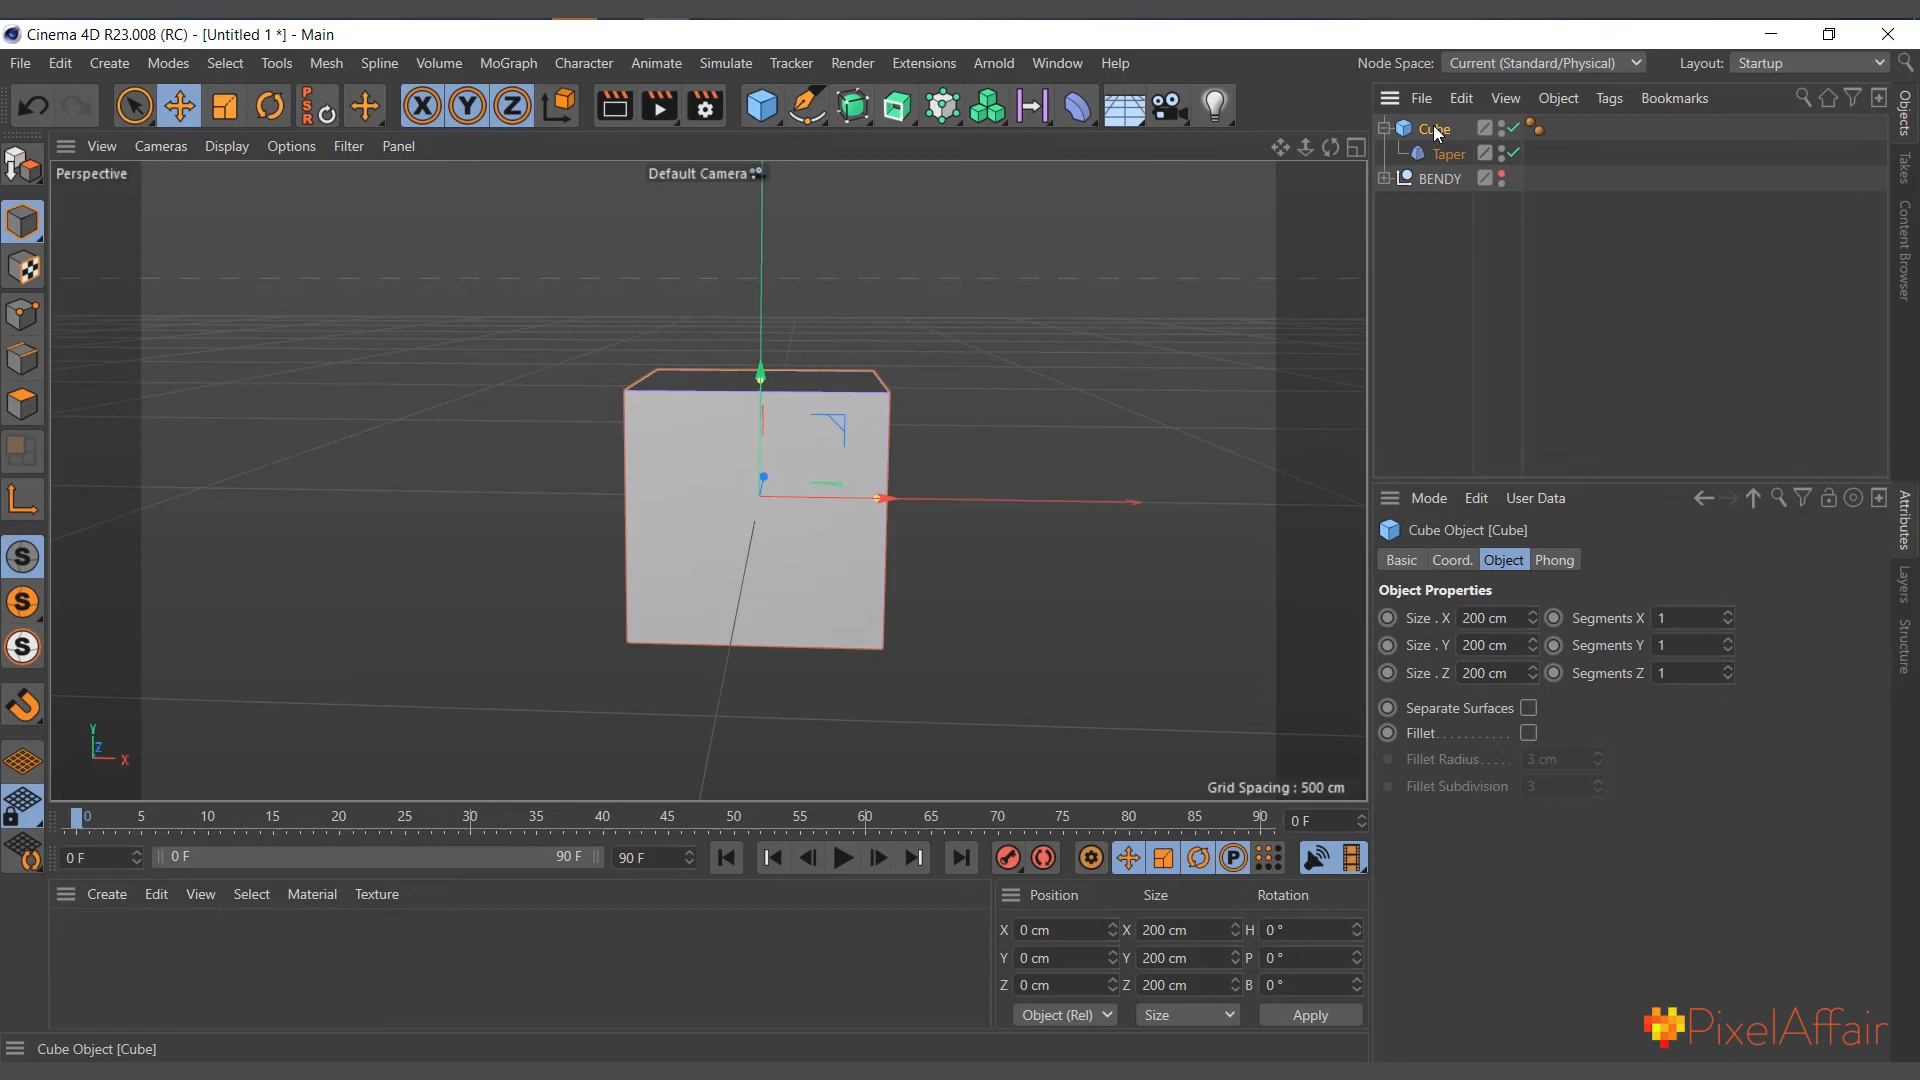 Cinema 4D R23.008 (RC) - [Untitled 1 *] - Main
File Edit Create Modes Select Tools Mesh Spline Volume MoGraph Character Animate Simulate Tracker Render Extensions Arnold Window Help Node Space: Current (Standard/Physical) Layout: Startup
P
S
R
X Y Z
File Edit View Object Tags Bookmarks
View Cameras Display Options Filter Panel
Perspective
Default Camera
Cube
Taper
BENDY
Objects
Takes
Content Browser
Mode Edit User Data
Cube Object [Cube]
Basic Coord. Object Phong
Object Properties
Size . X 200 cm Segments X 1
Size . Y 200 cm Segments Y 1
Size . Z 200 cm Segments Z 1
Separate Surfaces
Fillet
Fillet Radius 3 cm
Fillet Subdivision 3
Attributes
Layers
Structure
S
S
S
Y
Z
X
Grid Spacing : 500 cm
0 5 10 15 20 25 30 35 40 45 50 55 60 65 70 75 80 85 90 0 F
0 F 0 F 90 F 90 F P
Create Edit View Select Material Texture
Position Size Rotation
X 0 cm X 200 cm H 0 °
Y 0 cm Y 200 cm P 0 °
Z 0 cm Z 200 cm B 0 °
Object (Rel) Size Apply
Cube Object [Cube]
PixelAffair